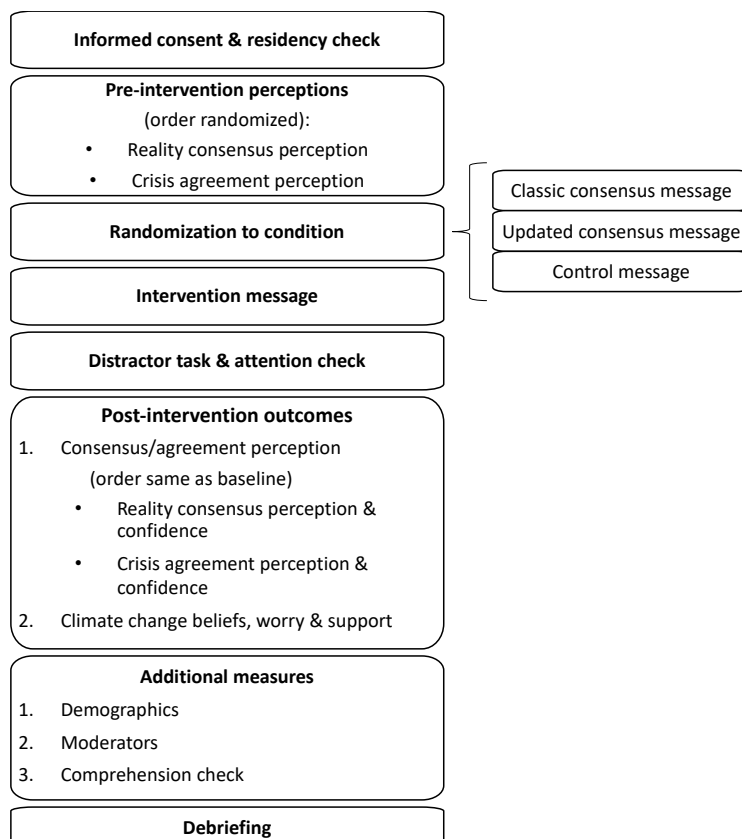 Informed consent & residency check
Pre-intervention perceptions
(order randomized):
• Reality consensus perception
• Crisis agreement perception
Randomization to condition
Classic consensus message
Updated consensus message
Control message
Intervention message
Distractor task & attention check
Post-intervention outcomes
1. Consensus/agreement perception
(order same as baseline)
• Reality consensus perception &
confidence
• Crisis agreement perception &
confidence
2. Climate change beliefs, worry & support
Additional measures
1. Demographics
2. Moderators
3. Comprehension check
Debriefing